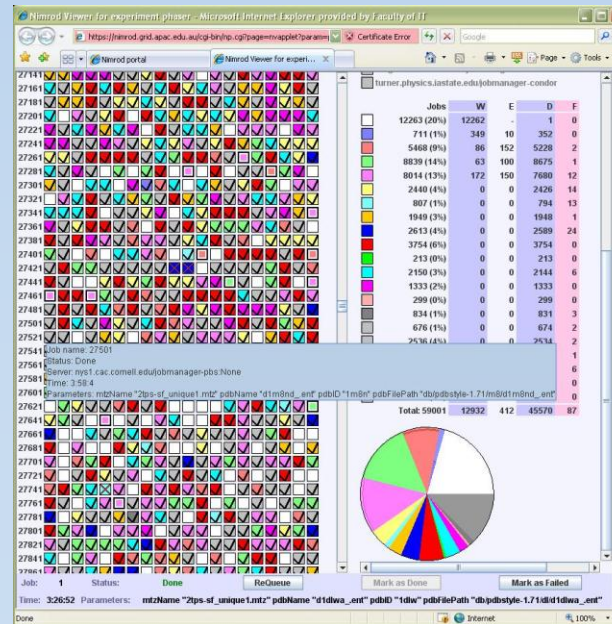 Nimrod Viewer for experiment phaser - Microsoft Internet Explorer provided by Faculty of IT
https://nimrod.grid.apac.edu.au/cgi-bin/np.cgi?page=nvapplet?param= Certificate Error Google
Nimrod portal Nimrod Viewer for experi... Page Tools
turner.physics.iastate.edu/jobmanager-condor
Jobs W E D F
12263 (20%) 12262 - 1 0
711 (1%) 349 10 352 0
5468 (9%) 86 152 5228 2
8839 (14%) 63 100 8675 1
8014 (13%) 172 150 7680 12
2440 (4%) 0 0 2426 14
807 (1%) 0 0 794 13
1949 (3%) 0 0 1948 1
2613 (4%) 0 0 2589 24
3754 (6%) 0 0 3754 0
213 (0%) 0 0 213 0
2150 (3%) 0 0 2144 6
1333 (2%) 0 0 1333 0
299 (0%) 0 0 299 0
834 (1%) 0 0 831 3
676 (1%) 0 0 674 2
2536 (4%) 0 0 2534 2
1
6
0
0
Total: 59001 12932 412 45570 87
27141
27161
27181
27201
27221
27241
27261
27281
27301
27321
27341
27361
27381
27401
27421
27441
27461
27481
27501
27521
27541
Job name: 27501
Status: Done
Server: nys1.cac.cornell.edu/jobmanager-pbs:None
Time: 3:58:4
Parameters: mtzName "2tps-sf_unique1.mtz" pdbName "d1m8nd_.ent" pdbID "1m8n" pdbFilePath "db/pdbstyle-1.71/m8/d1m8nd_.ent"
27621
27641
27661
27681
27701
27721
27741
27761
27781
27801
27821
27841
27861
Job: 1 Status: Done ReQueue Mark as Done Mark as Failed
Time: 3:26:52 Parameters: mtzName "2tps-sf_unique1.mtz" pdbName "d1dlwa_.ent" pdbID "1dlw" pdbFilePath "db/pdbstyle-1.71/dl/d1dlwa_.ent"
Done Internet 100%